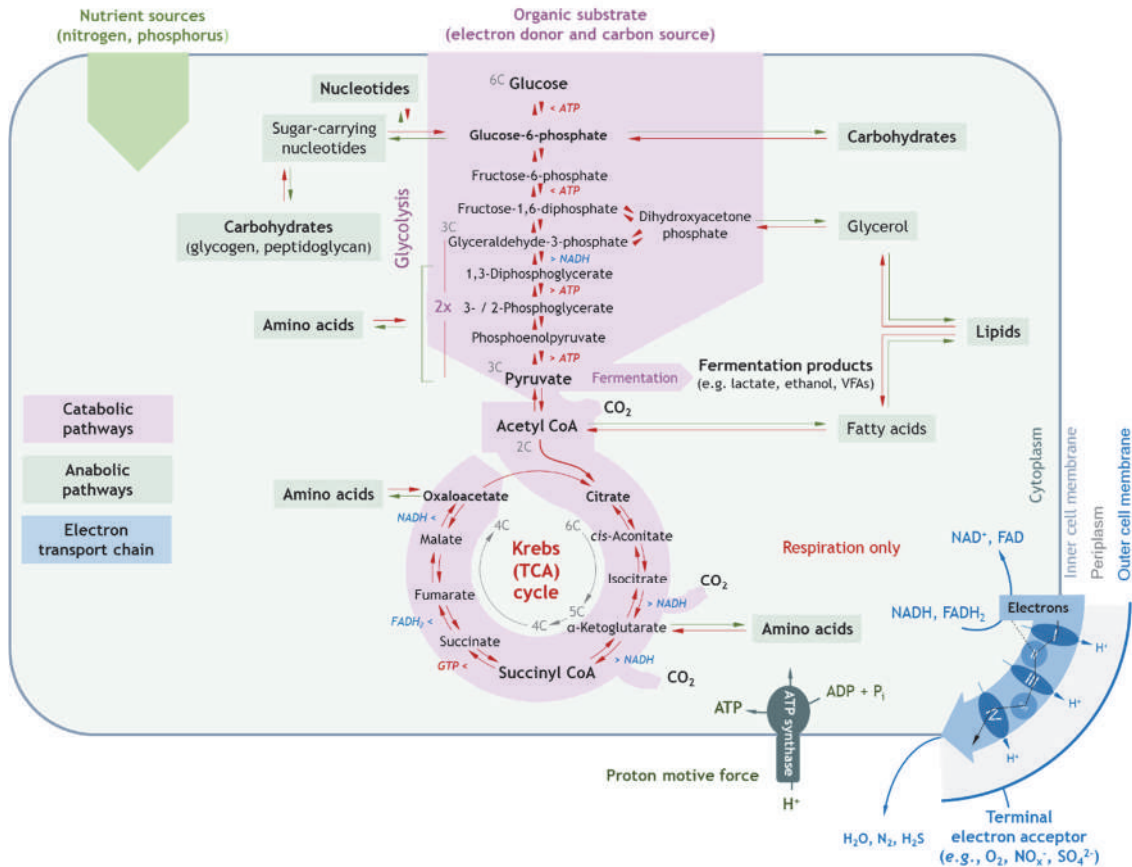 Nutrient sources
(nitrogen, phosphorus)
Organic substrate
(electron donor and carbon source)
6C Glucose
< ATP
Nucleotides
Sugar-carrying
nucleotides
Glucose-6-phosphate
Carbohydrates
Fructose-6-phosphate
< ATP
Fructose-1,6-diphosphate
Dihydroxyacetone
phosphate
Glycerol
Carbohydrates
(glycogen, peptidoglycan)
Glycolysis
3C
Glyceraldehyde-3-phosphate
> NADH
1,3-Diphosphoglycerate
> ATP
2x
3- / 2-Phosphoglycerate
Amino acids
Phosphoenolpyruvate
> ATP
Lipids
3C
Pyruvate
Fermentation
Fermentation products
(e.g. lactate, ethanol, VFAs)
CO₂
Acetyl CoA
2C
Fatty acids
Catabolic
pathways
Anabolic
pathways
Electron
transport chain
Amino acids
Oxaloacetate
Citrate
NADH <
4C
6C
Malate
cis-Aconitate
Krebs
(TCA)
cycle
Respiration only
Isocitrate
CO₂
Fumarate
> NADH
5C
FADH₂ <
4C
α-Ketoglutarate
Amino acids
Succinate
GTP <
Succinyl CoA
> NADH
CO₂
Cytoplasm
Inner cell membrane
Periplasm
Outer cell membrane
NAD⁺, FAD
NADH, FADH₂
Electrons
I
II
III
IV
H⁺
H⁺
H⁺
ATP
ADP + Pᵢ
ATP synthase
Proton motive force
H⁺
H₂O, N₂, H₂S
Terminal
electron acceptor
(e.g., O₂, NO₃⁻, SO₄²⁻)